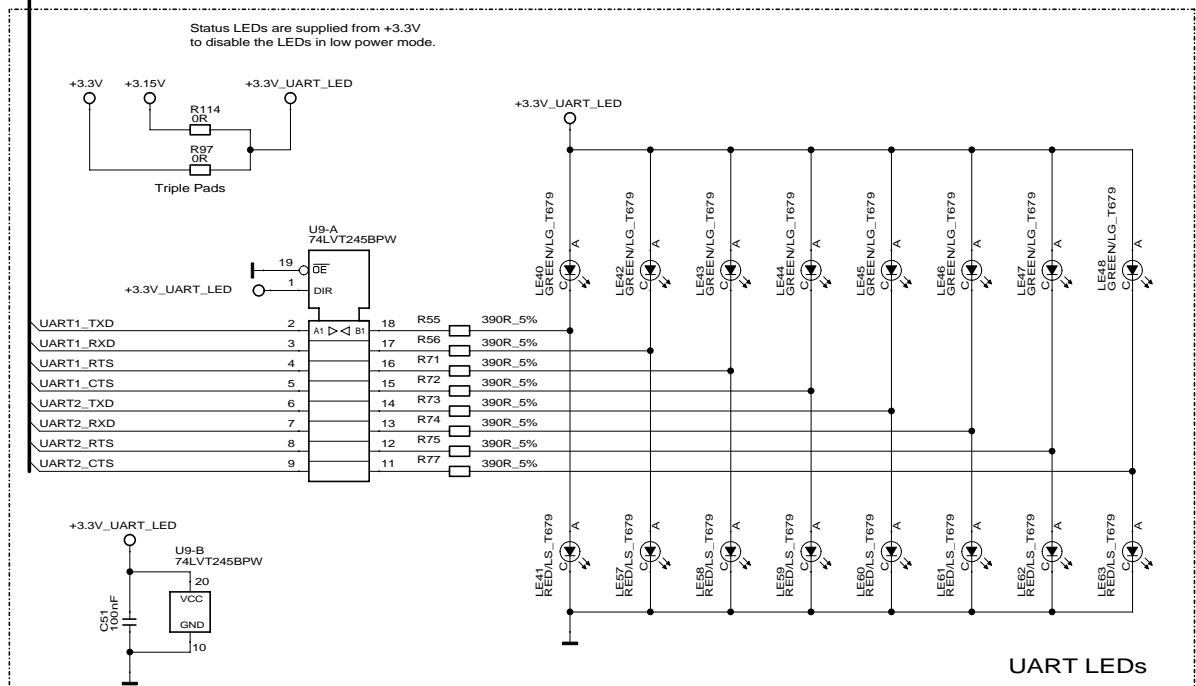 Status LEDs are supplied from +3.3V
to disable the LEDs in low power mode.
+3.3V
+3.15V
+3.3V_UART_LED
R114
0R
R97
0R
Triple Pads
U9-A
74LVT245BPW
19
OE
1
DIR
+3.3V_UART_LED
UART1_TXD
2
A1
B1
18
R55
390R_5%
UART1_RXD
3
17
R56
390R_5%
UART1_RTS
4
16
R71
390R_5%
UART1_CTS
5
15
R72
390R_5%
UART2_TXD
6
14
R73
390R_5%
UART2_RXD
7
13
R74
390R_5%
UART2_RTS
8
12
R75
390R_5%
UART2_CTS
9
11
R77
390R_5%
+3.3V_UART_LED
LE40
GREEN/LG_T679
A
C
LE42
GREEN/LG_T679
A
C
LE43
GREEN/LG_T679
A
C
LE44
GREEN/LG_T679
A
C
LE45
GREEN/LG_T679
A
C
LE46
GREEN/LG_T679
A
C
LE47
GREEN/LG_T679
A
C
LE48
GREEN/LG_T679
A
C
LE41
RED/LS_T679
A
C
LE57
RED/LS_T679
A
C
LE58
RED/LS_T679
A
C
LE59
RED/LS_T679
A
C
LE60
RED/LS_T679
A
C
LE61
RED/LS_T679
A
C
LE62
RED/LS_T679
A
C
LE63
RED/LS_T679
A
C
+3.3V_UART_LED
U9-B
74LVT245BPW
20
VCC
GND
10
C51
100nF
UART LEDs